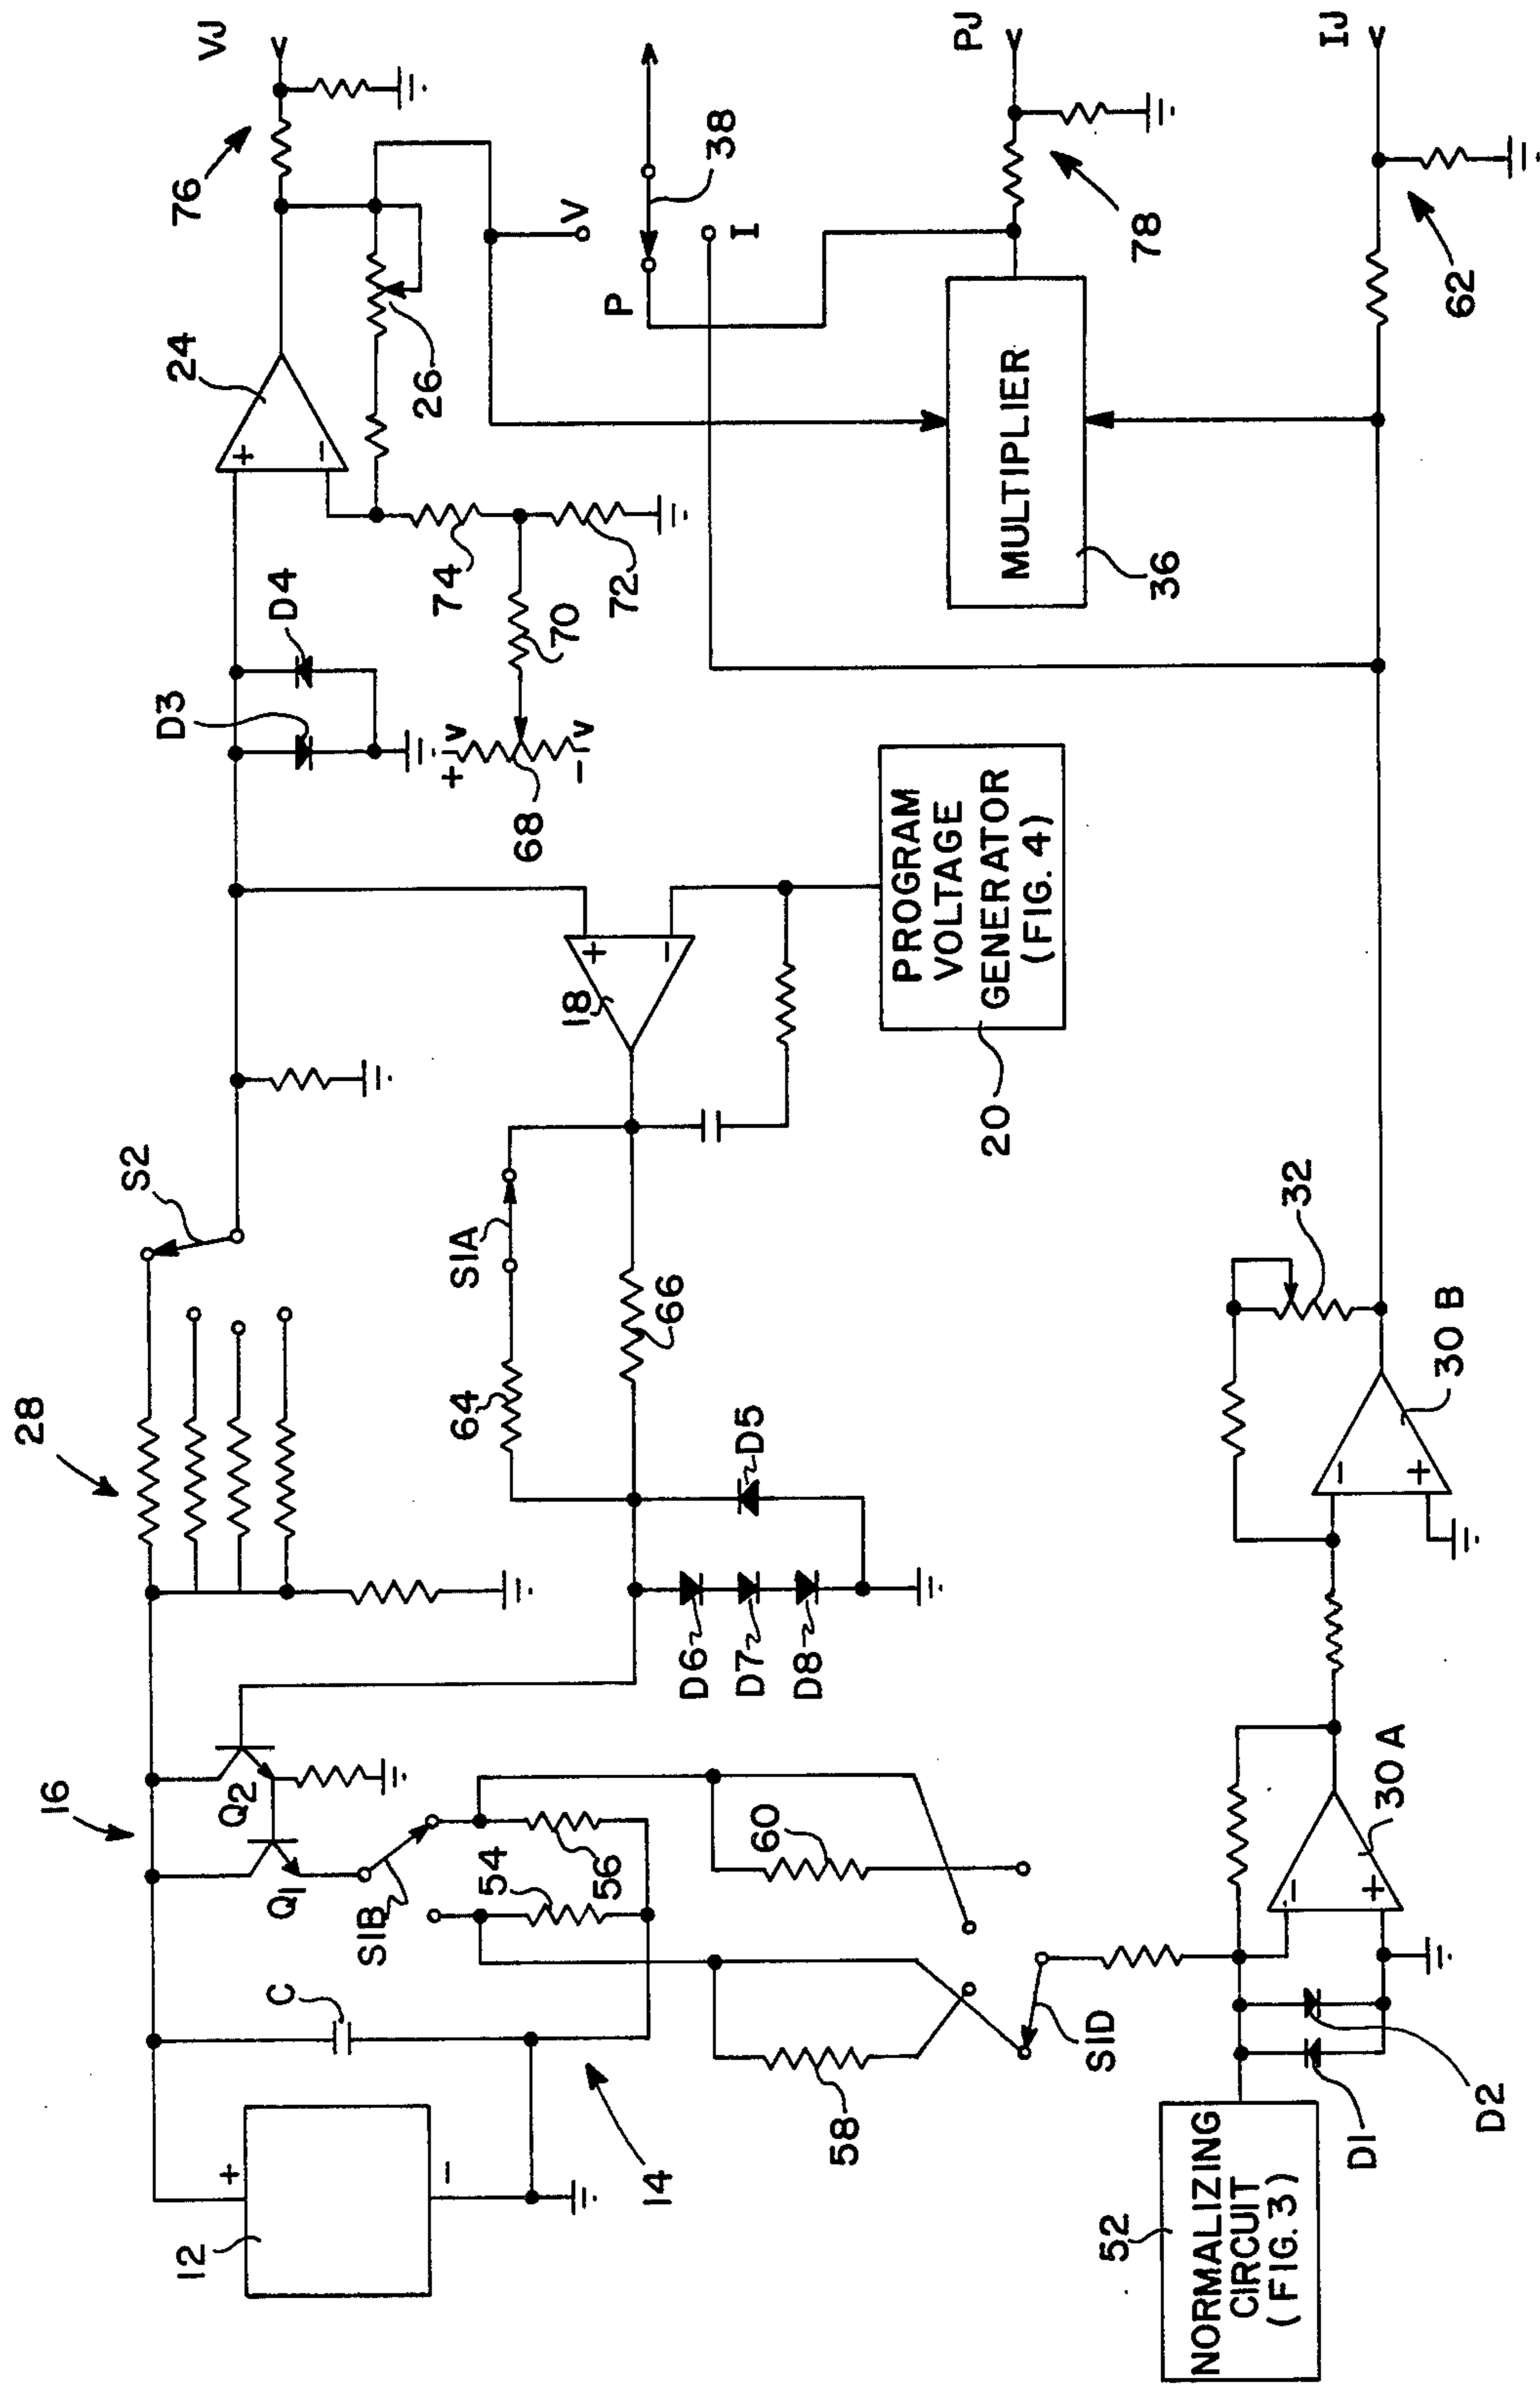 28
S2
D3
D4
24
+
−
76
VJ
16
Q2
Q1
SIB
C
+
−
12
14
54
56
64
SIA
66
18
+
−
+V
−V
68
70
74
72
26
V
P
38
I
D5
D6
D7
D8
60
58
SID
PROGRAM
VOLTAGE
GENERATOR
(FIG. 4)
20
MULTIPLIER
36
78
PJ
52
NORMALIZING
CIRCUIT
(FIG. 3)
D1
D2
−
+
30A
−
+
30B
32
62
IJ